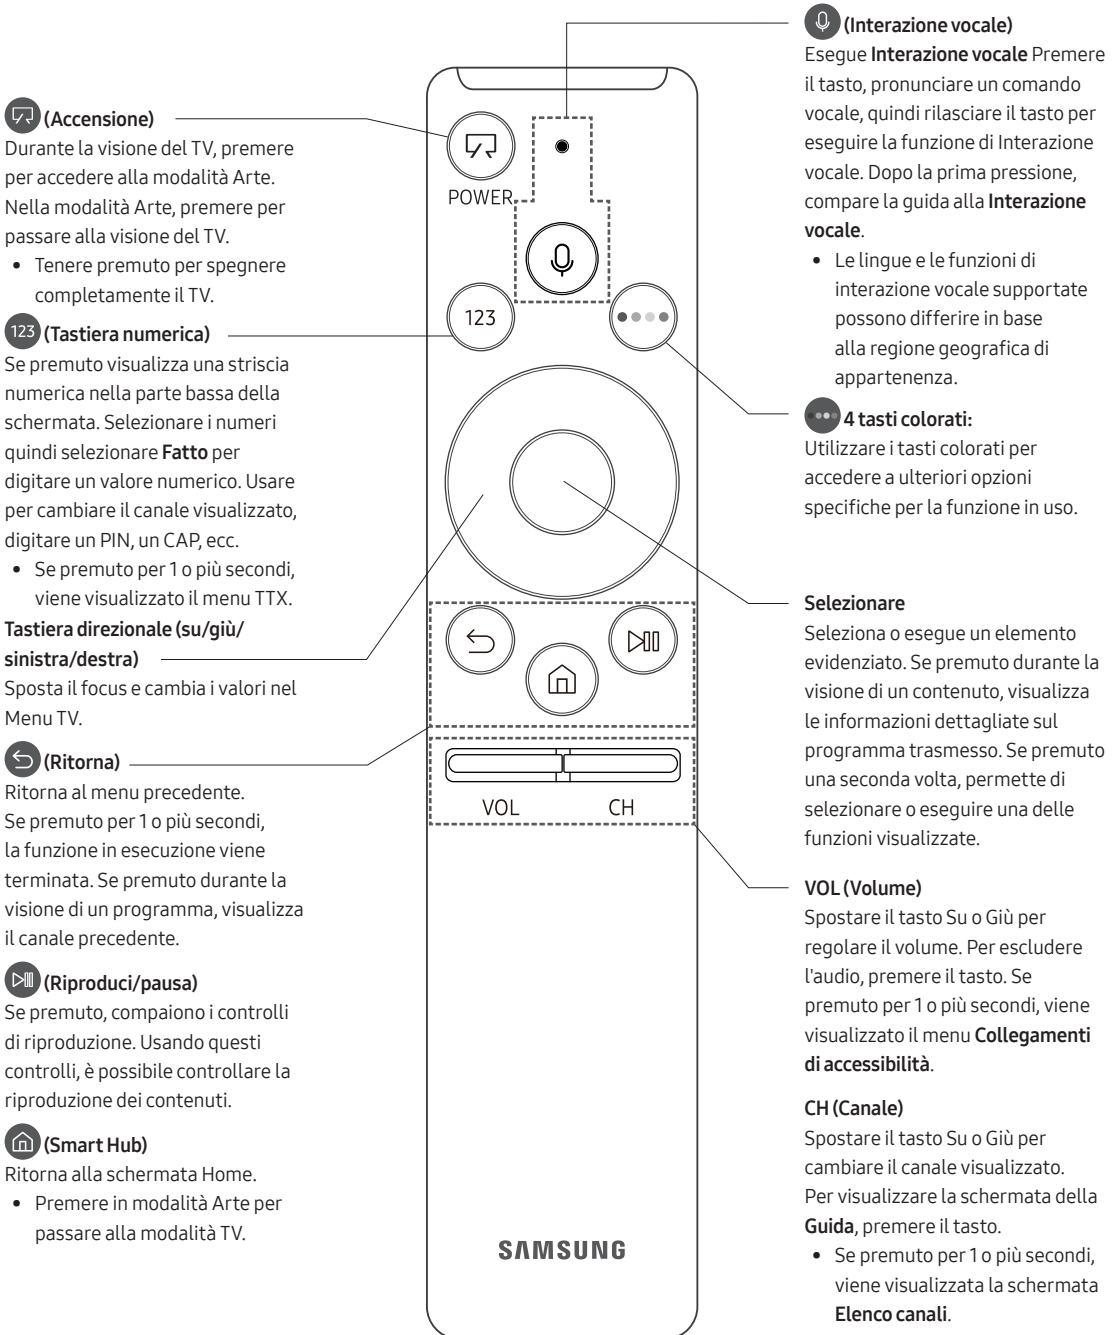 (Accensione)
Durante la visione del TV, premere
per accedere alla modalità Arte.
Nella modalità Arte, premere per
passare alla visione del TV.
• Tenere premuto per spegnere
completamente il TV.
123 (Tastiera numerica)
Se premuto visualizza una striscia
numerica nella parte bassa della
schermata. Selezionare i numeri
quindi selezionare Fatto per
digitare un valore numerico. Usare
per cambiare il canale visualizzato,
digitare un PIN, un CAP, ecc.
• Se premuto per 1 o più secondi,
viene visualizzato il menu TTX.
Tastiera direzionale (su/giù/
sinistra/destra)
Sposta il focus e cambia i valori nel
Menu TV.
(Ritorna)
Ritorna al menu precedente.
Se premuto per 1 o più secondi,
la funzione in esecuzione viene
terminata. Se premuto durante la
visione di un programma, visualizza
il canale precedente.
(Riproduci/pausa)
Se premuto, compaiono i controlli
di riproduzione. Usando questi
controlli, è possibile controllare la
riproduzione dei contenuti.
(Smart Hub)
Ritorna alla schermata Home.
• Premere in modalità Arte per
passare alla modalità TV.
POWER
123
VOL
CH
SAMSUNG
(Interazione vocale)
Esegue Interazione vocale Premere
il tasto, pronunciare un comando
vocale, quindi rilasciare il tasto per
eseguire la funzione di Interazione
vocale. Dopo la prima pressione,
compare la guida alla Interazione
vocale.
• Le lingue e le funzioni di
interazione vocale supportate
possono differire in base
alla regione geografica di
appartenenza.
4 tasti colorati:
Utilizzare i tasti colorati per
accedere a ulteriori opzioni
specifiche per la funzione in uso.
Selezionare
Seleziona o esegue un elemento
evidenziato. Se premuto durante la
visione di un contenuto, visualizza
le informazioni dettagliate sul
programma trasmesso. Se premuto
una seconda volta, permette di
selezionare o eseguire una delle
funzioni visualizzate.
VOL (Volume)
Spostare il tasto Su o Giù per
regolare il volume. Per escludere
l'audio, premere il tasto. Se
premuto per 1 o più secondi, viene
visualizzato il menu Collegamenti
di accessibilità.
CH (Canale)
Spostare il tasto Su o Giù per
cambiare il canale visualizzato.
Per visualizzare la schermata della
Guida, premere il tasto.
• Se premuto per 1 o più secondi,
viene visualizzata la schermata
Elenco canali.